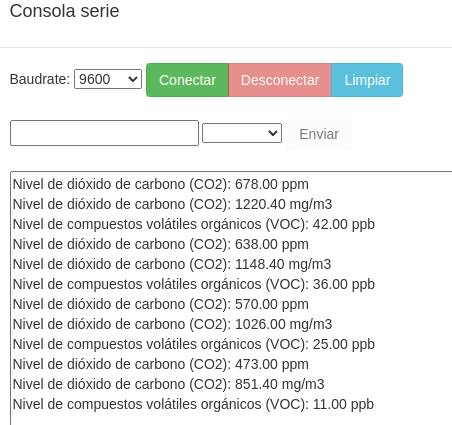 Consola serie
Baudrate: 9600 Conectar Desconectar Limpiar
Enviar
Nivel de dióxido de carbono (CO2): 678.00 ppm
Nivel de dióxido de carbono (CO2): 1220.40 mg/m3
Nivel de compuestos volátiles orgánicos (VOC): 42.00 ppb
Nivel de dióxido de carbono (CO2): 638.00 ppm
Nivel de dióxido de carbono (CO2): 1148.40 mg/m3
Nivel de compuestos volátiles orgánicos (VOC): 36.00 ppb
Nivel de dióxido de carbono (CO2): 570.00 ppm
Nivel de dióxido de carbono (CO2): 1026.00 mg/m3
Nivel de compuestos volátiles orgánicos (VOC): 25.00 ppb
Nivel de dióxido de carbono (CO2): 473.00 ppm
Nivel de dióxido de carbono (CO2): 851.40 mg/m3
Nivel de compuestos volátiles orgánicos (VOC): 11.00 ppb